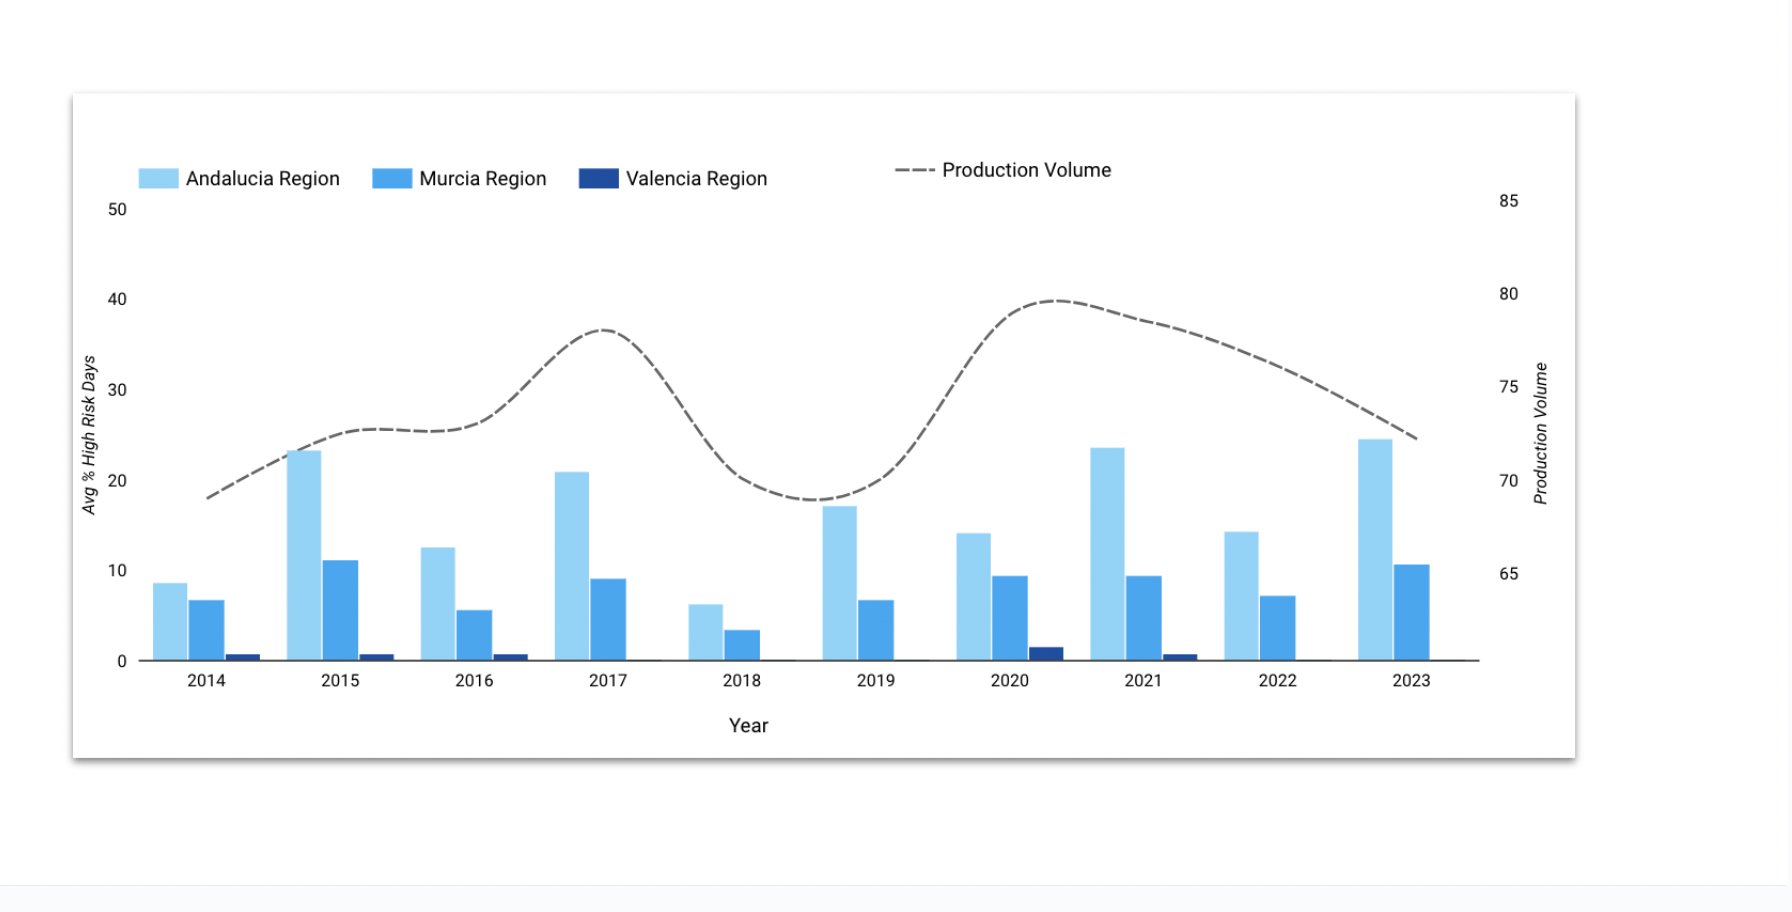 Andalucia Region Murcia Region Valencia Region Production Volume
50
40
30
20
10
0
Avg % High Risk Days
85
80
75
70
65
Production Volume
2014 2015 2016 2017 2018 2019 2020 2021 2022 2023
Year